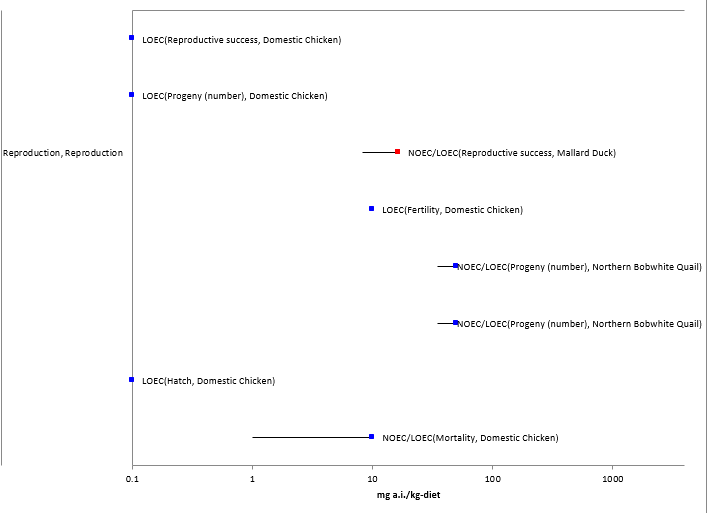 LOEC(Reproductive success, Domestic Chicken)
LOEC(Progeny (number), Domestic Chicken)
Reproduction, Reproduction
NOEC/LOEC(Reproductive success, Mallard Duck)
LOEC(Fertility, Domestic Chicken)
NOEC/LOEC(Progeny (number), Northern Bobwhite Quail)
NOEC/LOEC(Progeny (number), Northern Bobwhite Quail)
LOEC(Hatch, Domestic Chicken)
NOEC/LOEC(Mortality, Domestic Chicken)
0.1 1 10 100 1000
mg a.i./kg-diet